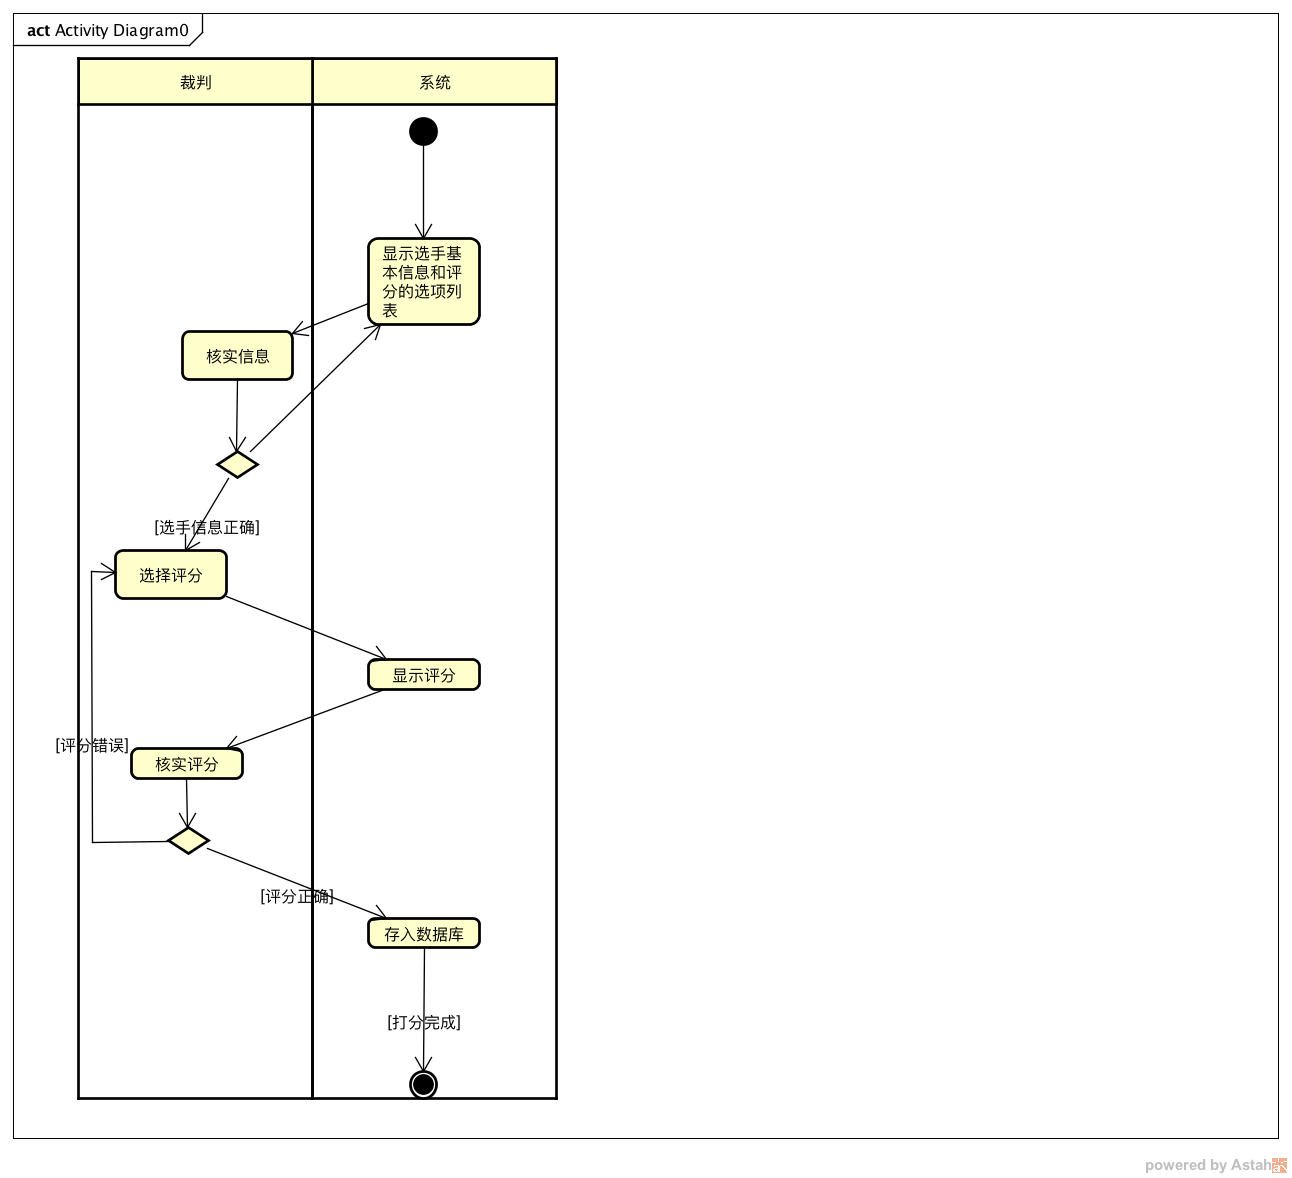 act Activity Diagram0
裁判
系统
显示选手基
本信息和评
分的选项列
表
核实信息
[选手信息正确]
选择评分
显示评分
[评分错误]
核实评分
[评分正确]
存入数据库
[打分完成]
powered by Astah